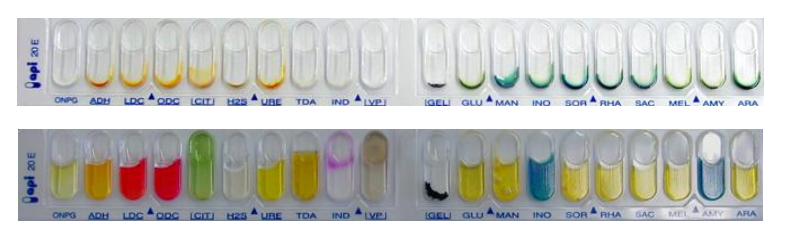 api 20 E
ONPG ADH LDC ODC |CIT| H2S URE TDA IND |VP| |GEL| GLU MAN INO SOR RHA SAC MEL AMY ARA
api 20 E
ONPG ADH LDC ODC |CIT| H2S URE TDA IND |VP| |GEL| GLU MAN INO SOR RHA SAC MEL AMY ARA